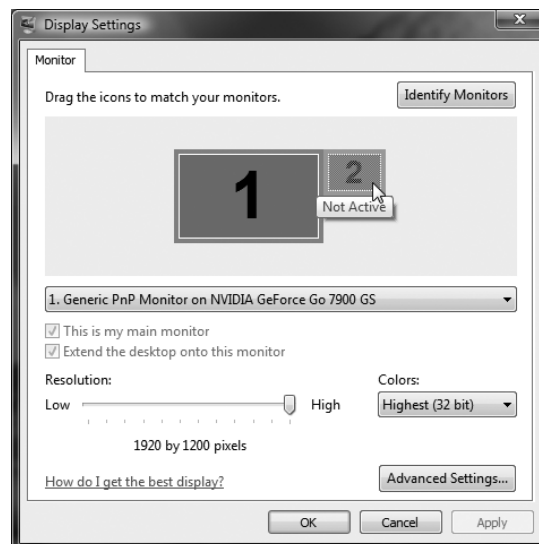 Display Settings
Monitor
Drag the icons to match your monitors.
Identify Monitors
1
2
Not Active
1. Generic PnP Monitor on NVIDIA GeForce Go 7900 GS
This is my main monitor
Extend the desktop onto this monitor
Resolution:
Colors:
Low
High
Highest (32 bit)
1920 by 1200 pixels
How do I get the best display?
Advanced Settings...
OK
Cancel
Apply